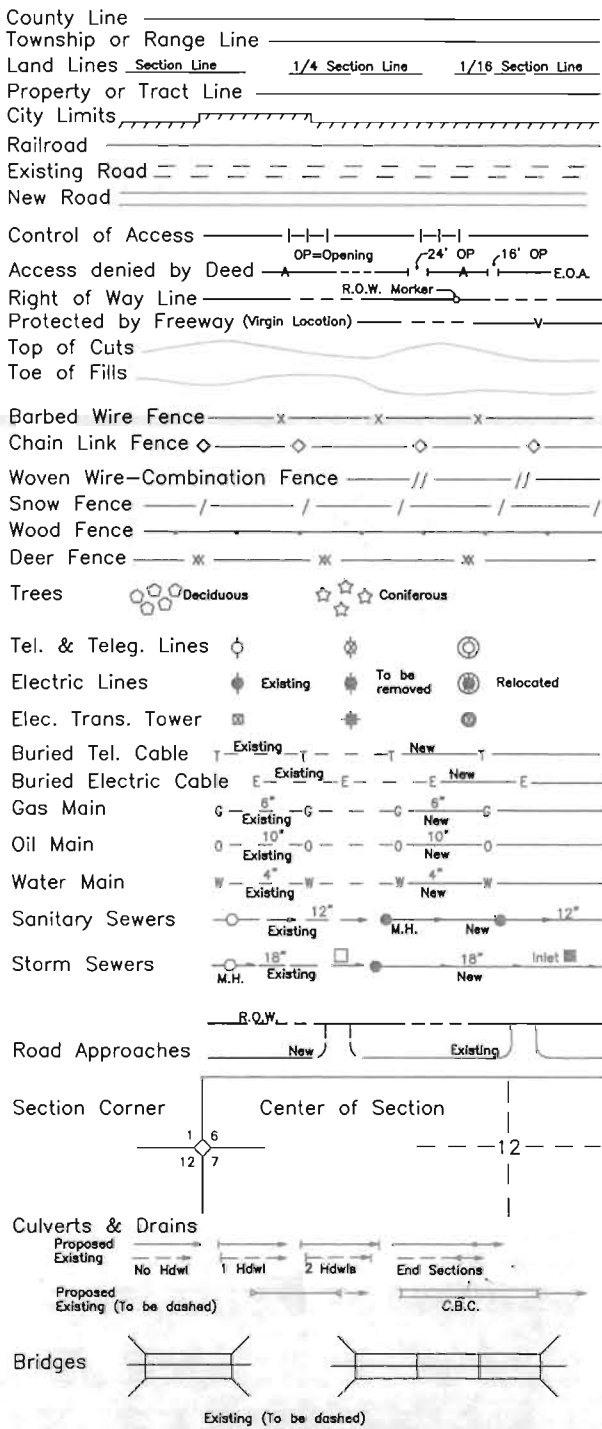 County Line
Township or Range Line
Land Lines Section Line 1/4 Section Line 1/16 Section Line
Property or Tract Line
City Limits
Railroad
Existing Road
New Road
Control of Access
OP=Opening 24' OP 16' OP
Access denied by Deed A A E.O.A.
R.O.W. Marker
Right of Way Line
Protected by Freeway (Virgin Location) V
Top of Cuts
Toe of Fills
Barbed Wire Fence x x x
Chain Link Fence
Woven Wire-Combination Fence // //
Snow Fence / / / / /
Wood Fence
Deer Fence
Trees Deciduous Coniferous
Tel. & Teleg. Lines
Electric Lines Existing To be removed Relocated
Elec. Trans. Tower
Buried Tel. Cable T Existing T T New T
Buried Electric Cable E Existing E E New E
Gas Main G 6" G G 6" G
Existing New
Oil Main O 10" O O 10" O
Existing New
Water Main W 4" W W 4" W
Existing New
Sanitary Sewers 12" 12"
Existing M.H. New
Storm Sewers 18" 18" Inlet
M.H. Existing New
R.O.W.
Road Approaches New Existing
Section Corner Center of Section
1 6
12 7
12
Culverts & Drains
Proposed
Existing
No Hdwl 1 Hdwl 2 Hdwls End Sections
Proposed
Existing (To be dashed) C.B.C.
Bridges
Existing (To be dashed)